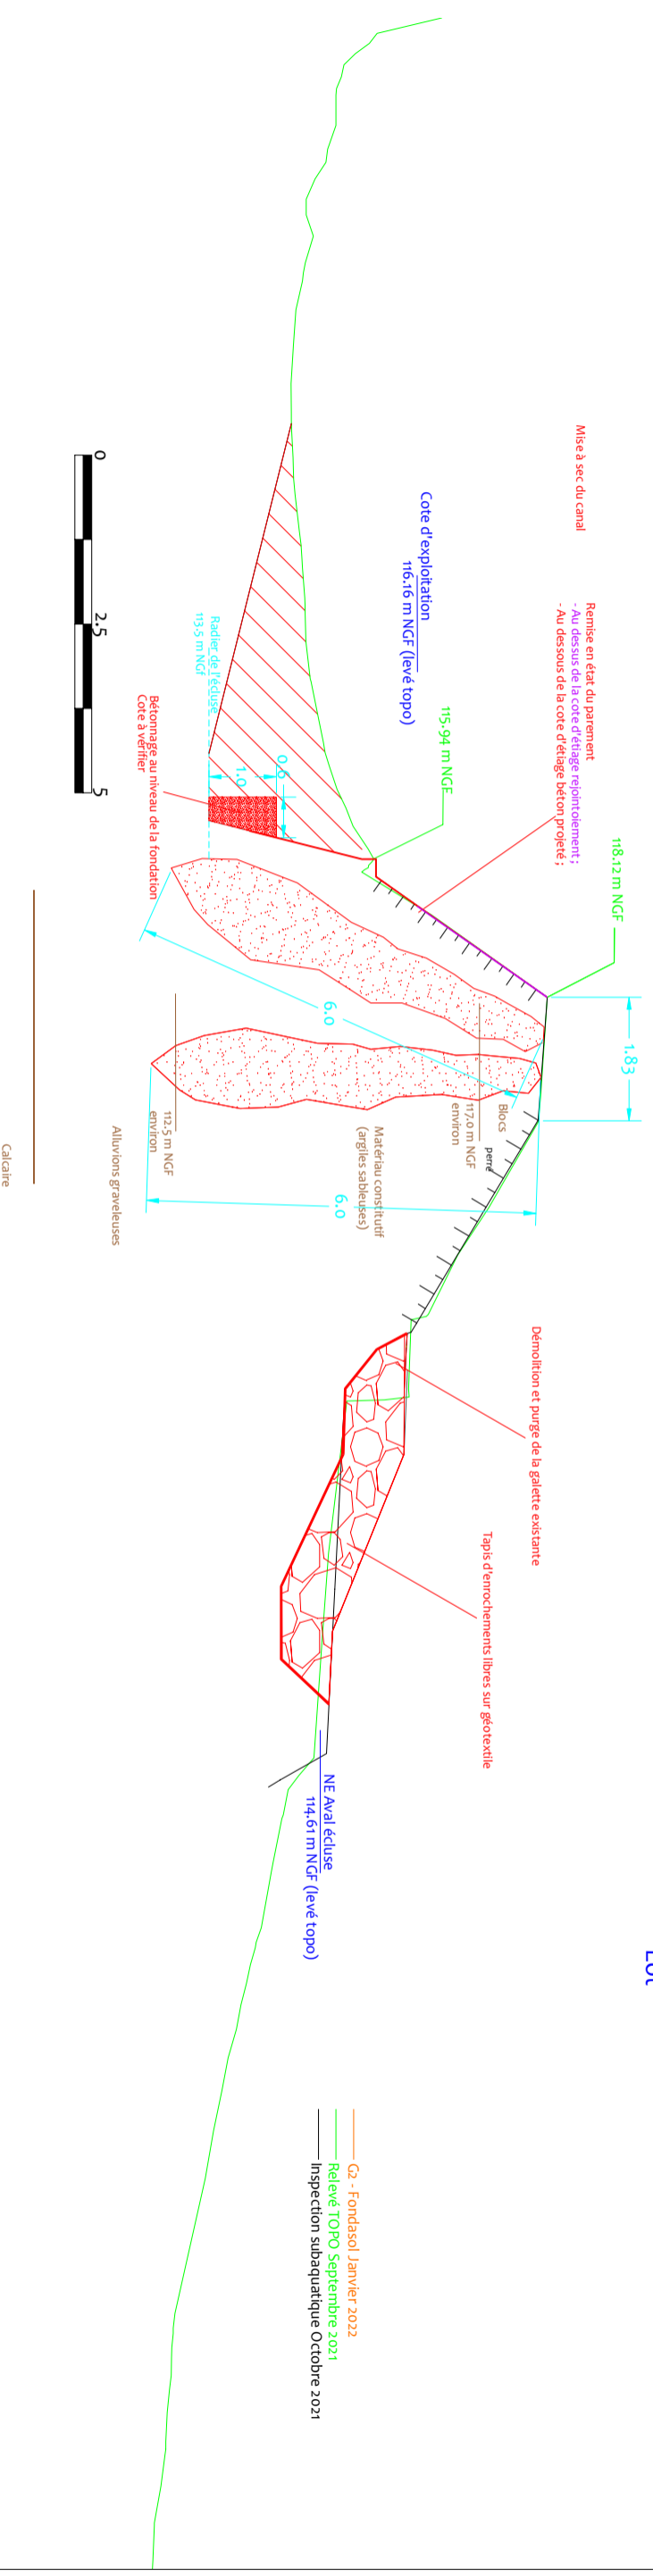 Mise à sec du canal
Remise en état du parement
- Au dessus de la cote d'étiage rejointoiement ;
- Au dessous de la cote d'étiage béton projeté ;
118.12 m NGF
1.83
Cote d'exploitation
116.16 m NGF (levé topo)
115.94 m NGF
Radier de l'écluse
113.5 m NGF
1.0
0.6
Bétonnage au niveau de la fondation
Cote à vérifier
0
2.5
5
6.0
6.0
Blocs
117.0 m NGF
environ
perré
Matériau constitutif
(argiles sableuses)
112.5 m NGF
environ
Alluvions graveleuses
Calcaire
Démolition et purge de la galette existante
Tapis d'enrochements libres sur géotextile
NE Aval écluse
114.61 m NGF (levé topo)
G2 - Fondasol Janvier 2022
Relevé TOPO Septembre 2021
Inspection subaquatique Octobre 2021